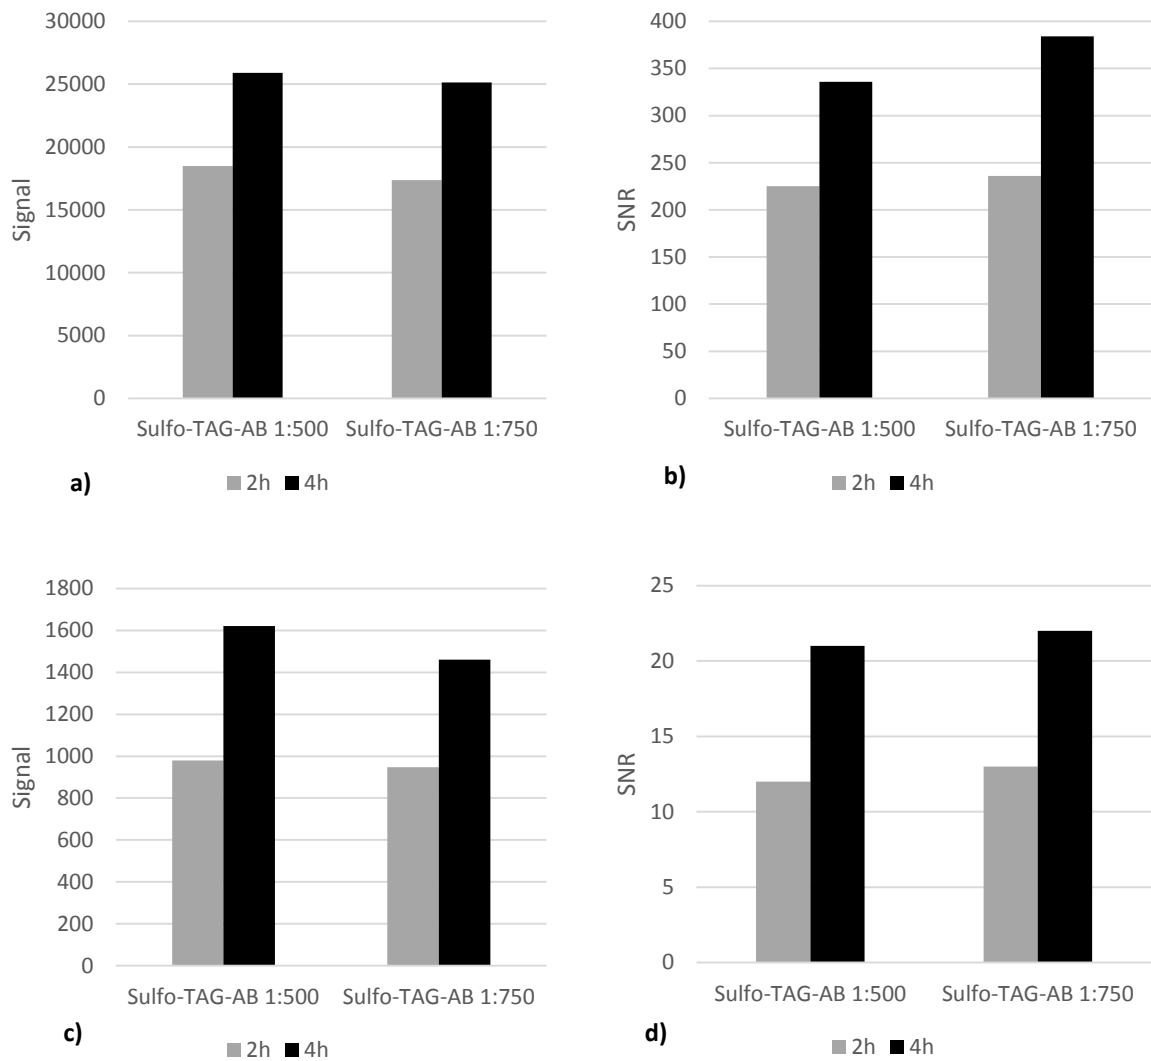 30000
25000
20000
15000
10000
5000
0
Signal
Sulfo-TAG-AB 1:500 Sulfo-TAG-AB 1:750
a)
2h 4h
400
350
300
250
200
150
100
50
0
SNR
Sulfo-TAG-AB 1:500 Sulfo-TAG-AB 1:750
b)
2h 4h
1800
1600
1400
1200
1000
800
600
400
200
0
Signal
Sulfo-TAG-AB 1:500 Sulfo-TAG-AB 1:750
c)
2h 4h
25
20
15
10
5
0
SNR
Sulfo-TAG-AB 1:500 Sulfo-TAG-AB 1:750
d)
2h 4h